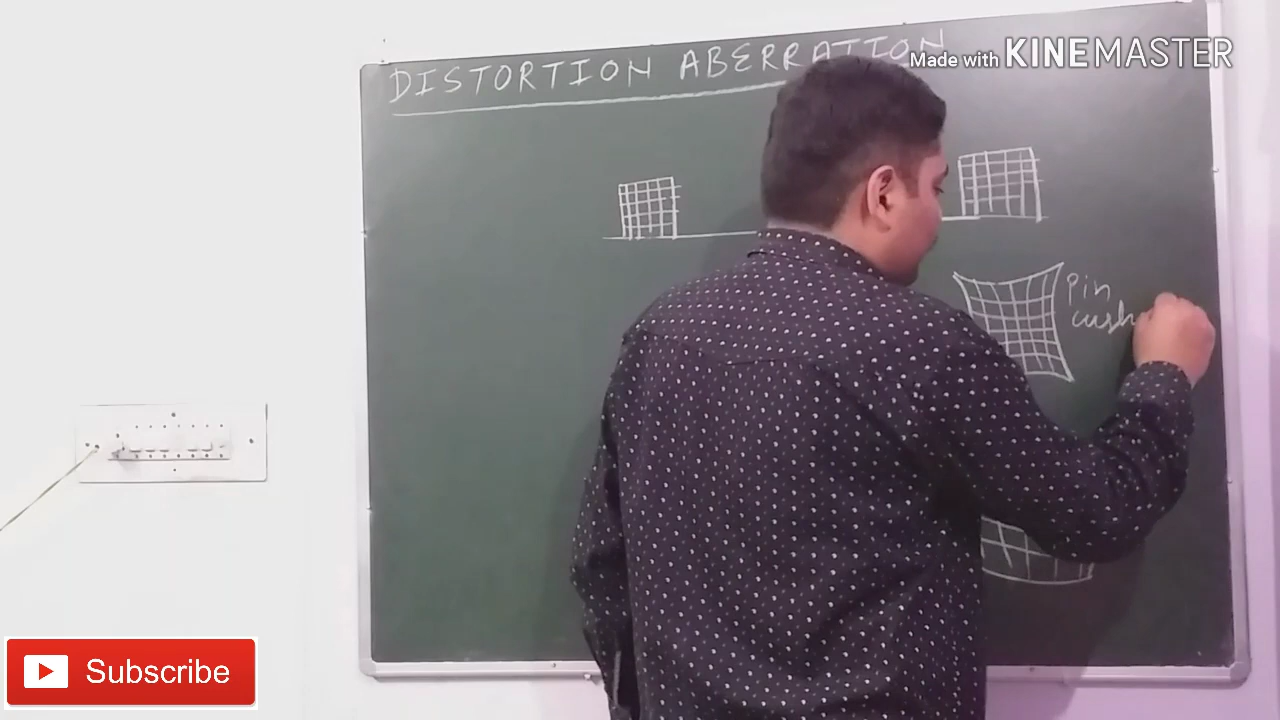 DISTORTION ABERRATION
Made with KINEMASTER
Pin
cush
Subscribe